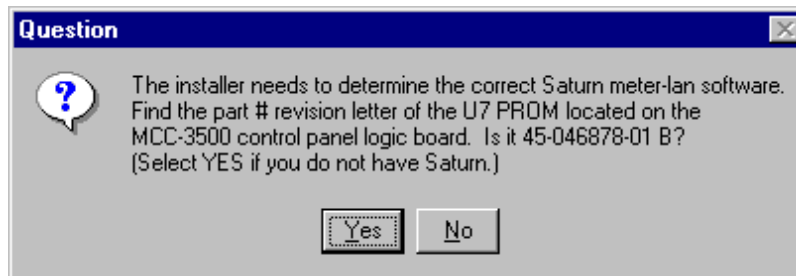 Question
The installer needs to determine the correct Saturn meter-lan software.
Find the part # revision letter of the U7 PROM located on the
MCC-3500 control panel logic board.  Is it 45-046878-01 B?
(Select YES if you do not have Saturn.)
Yes No